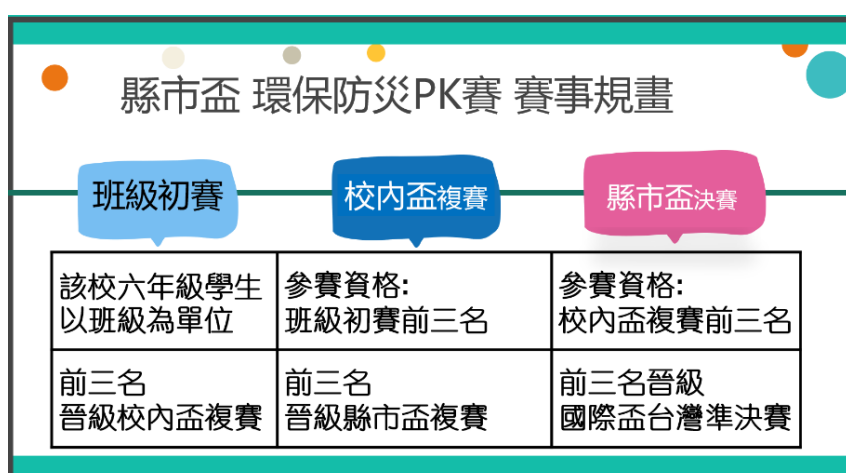 縣市盃 環保防災PK賽 賽事規畫
班級初賽
校內盃複賽
縣市盃決賽
該校六年級學生
以班級為單位
參賽資格:
班級初賽前三名
參賽資格:
校內盃複賽前三名
前三名
晉級校內盃複賽
前三名
晉級縣市盃複賽
前三名晉級
國際盃台灣準決賽